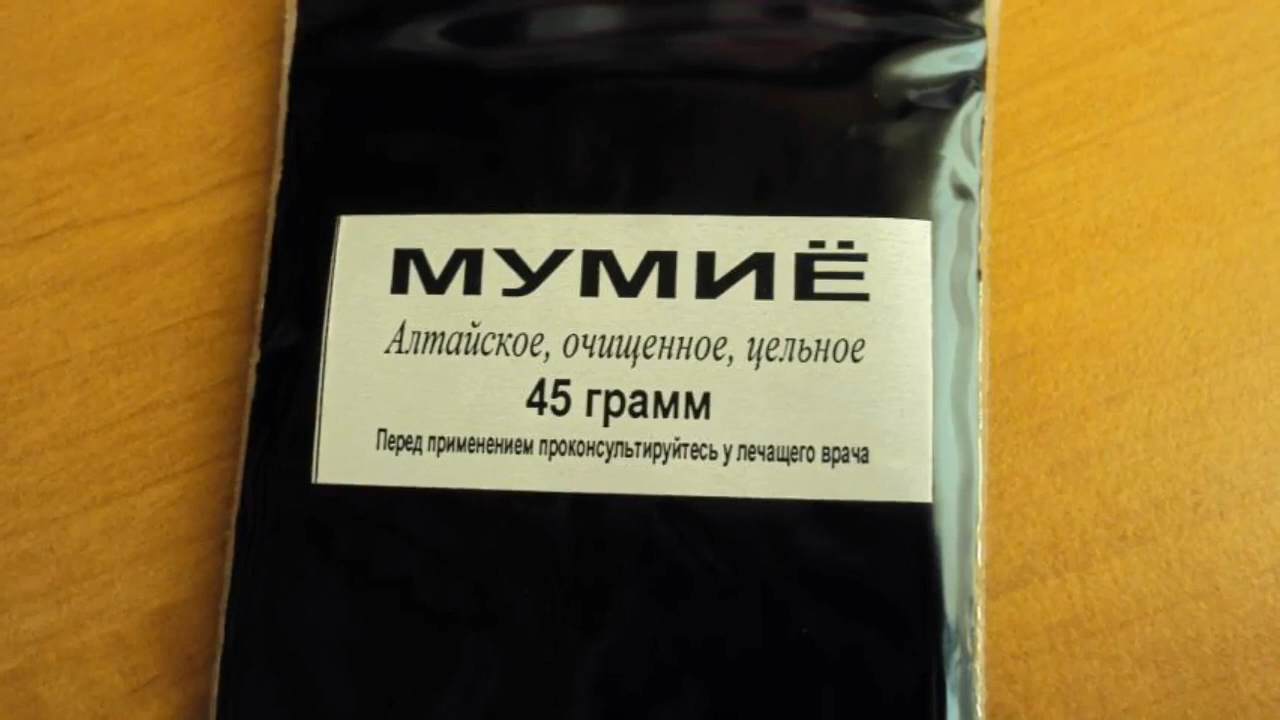 МУМИЁ
Алтайское, очищенное, цельное
45 грамм
Перед применением проконсультируйтесь у лечащего врача